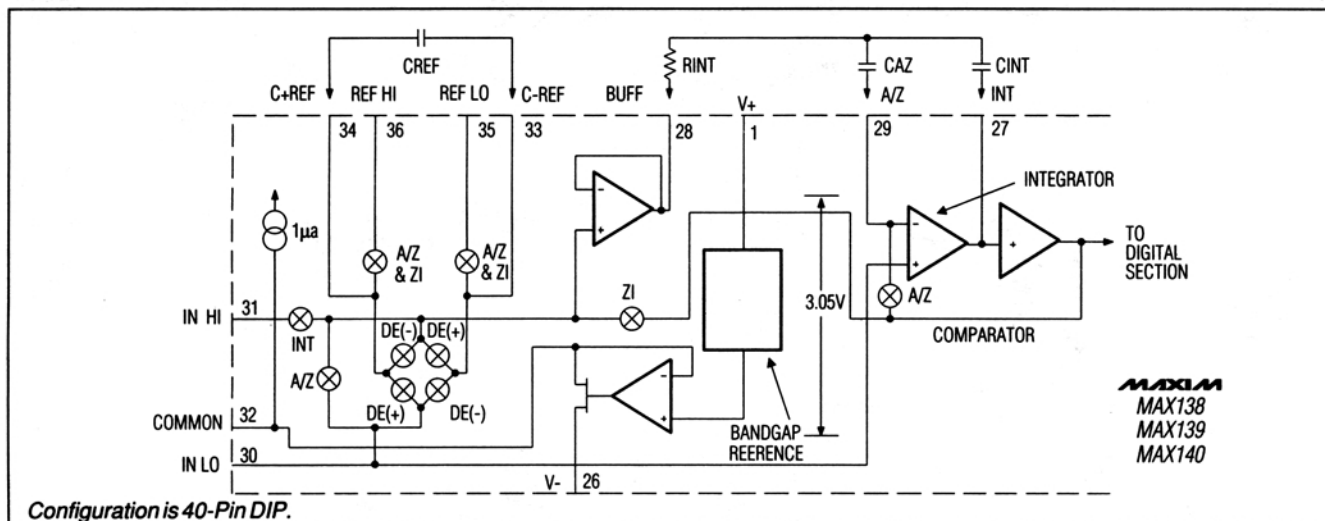 CREF
RINT
CAZ
CINT
C+REF
REF HI
REF LO
C-REF
BUFF
V+
A/Z
INT
34
36
35
33
28
1
29
27
INTEGRATOR
1µa
A/Z
& ZI
A/Z
& ZI
TO
DIGITAL
SECTION
ZI
3.05V
A/Z
IN HI
31
INT
DE(-)
DE(+)
COMPARATOR
A/Z
DE(+)
DE(-)
MAXIM
MAX138
MAX139
MAX140
COMMON
32
BANDGAP
REERENCE
IN LO
30
V-
26
Configuration is 40-Pin DIP.
-
+
-
+
-
+
+